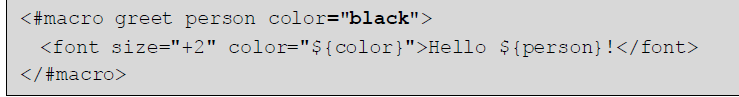 <#macro greet person color="black">
<font size="+2" color="${color}">Hello ${person}!</font>
</#macro>